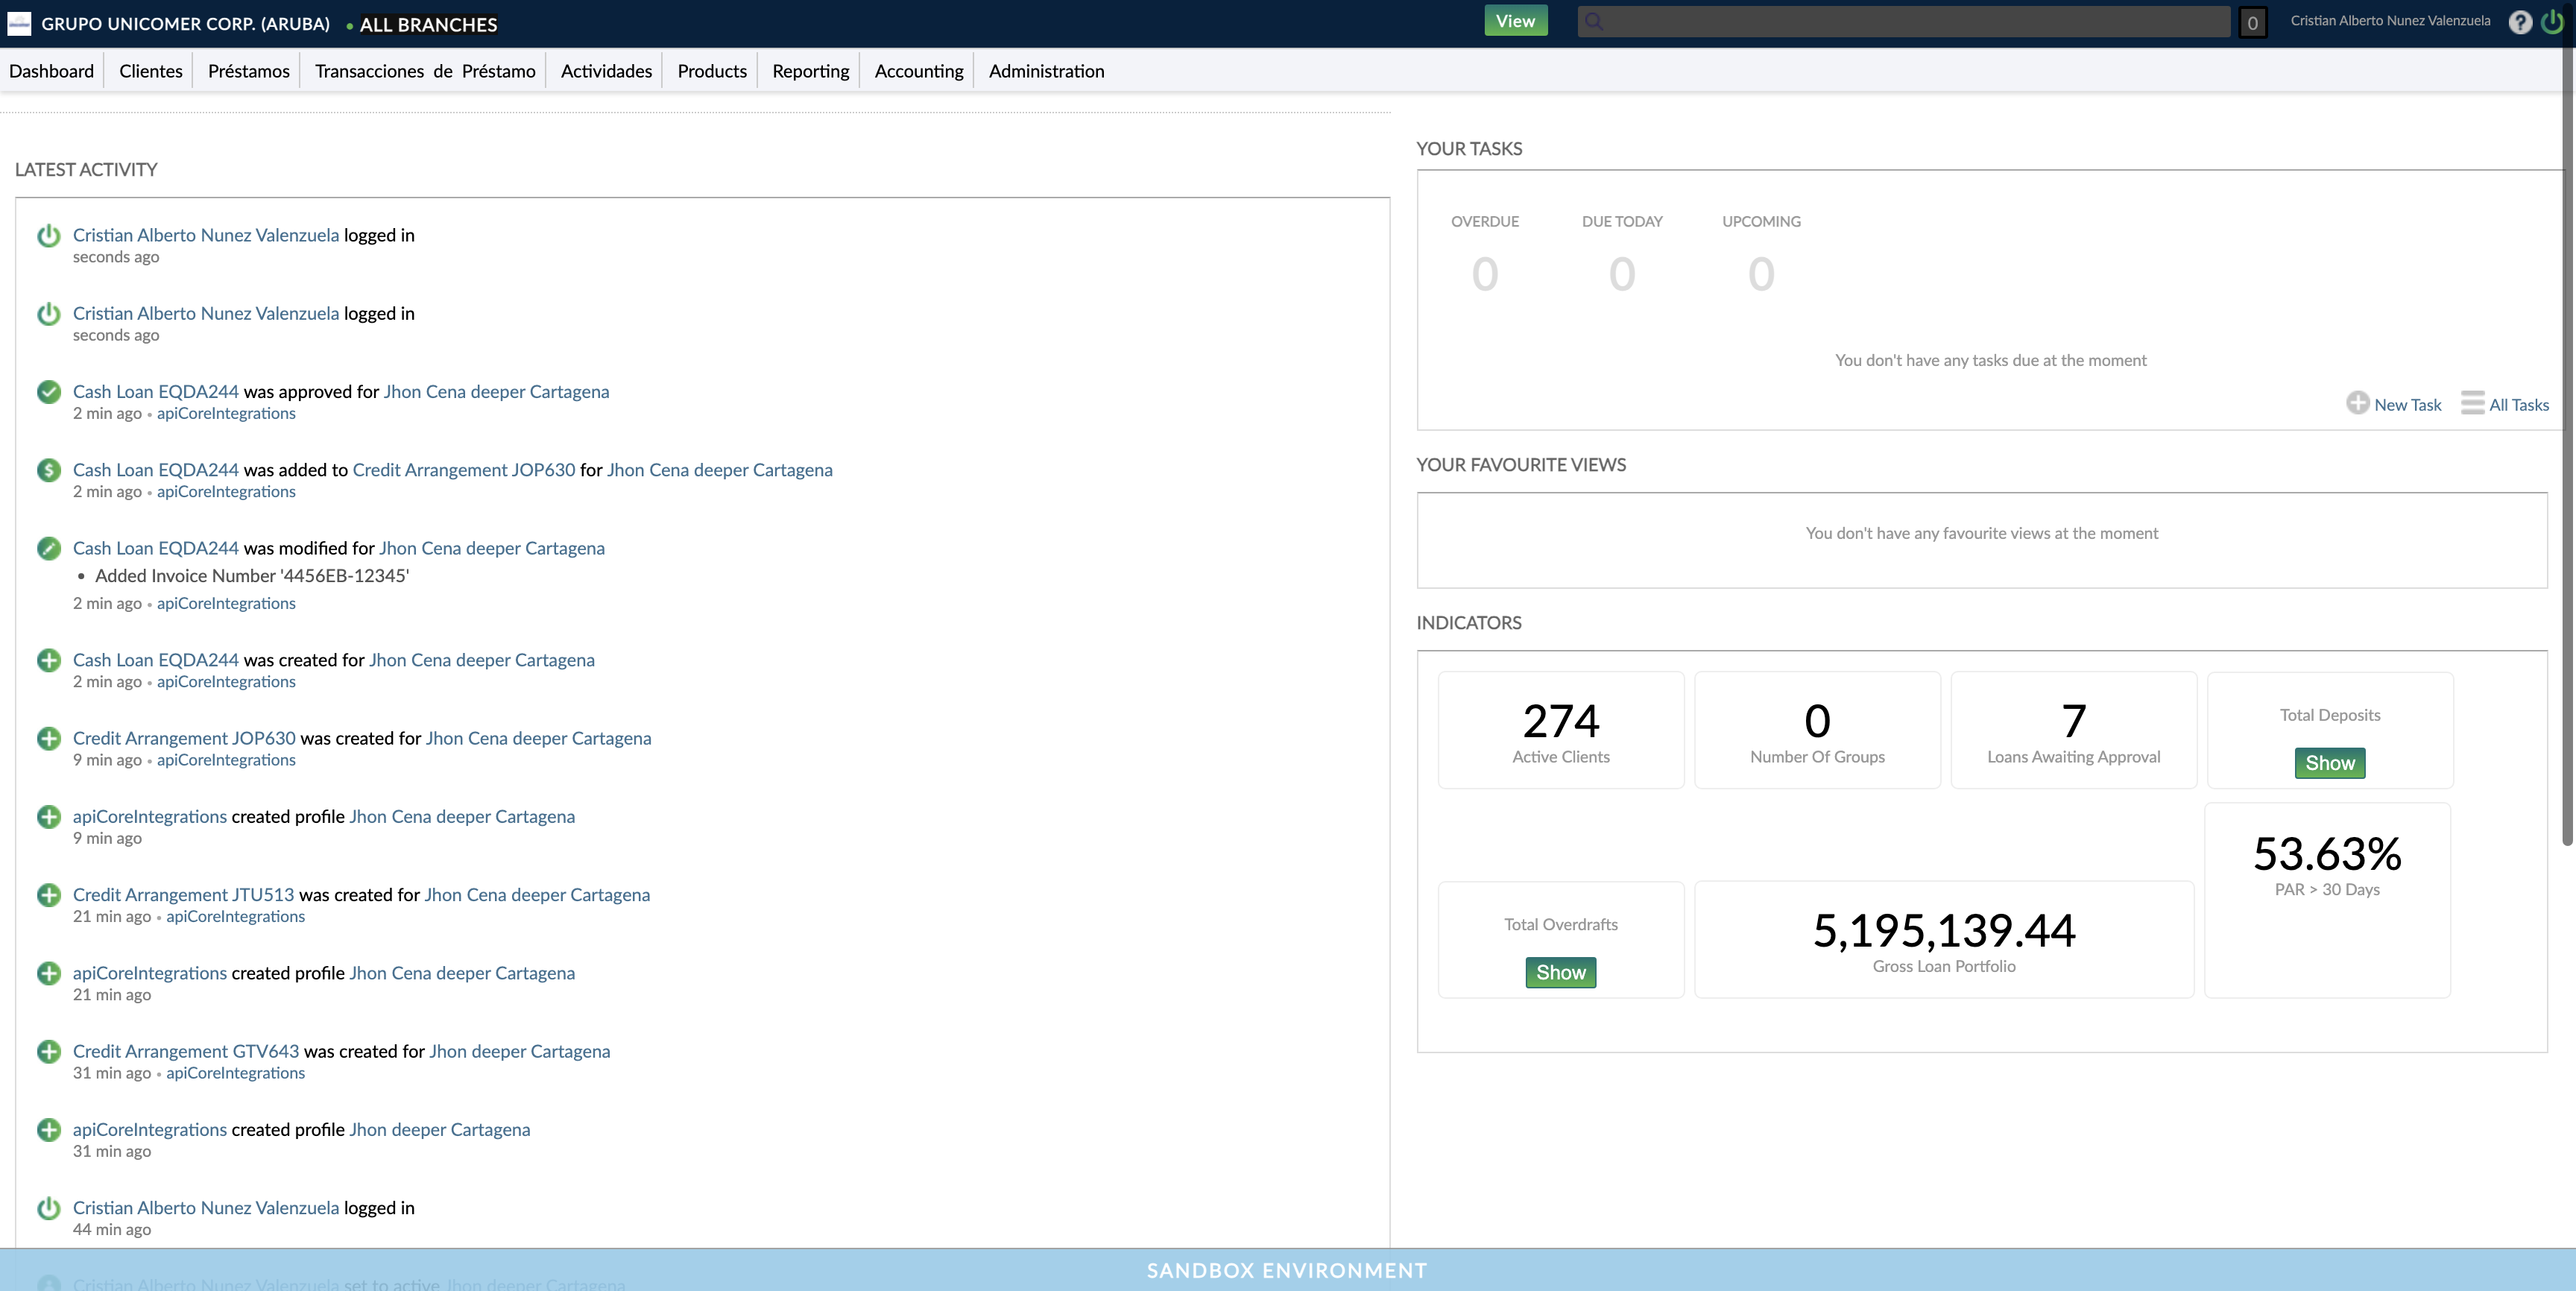 GRUPO UNICOMER CORP. (ARUBA) • ALL BRANCHES
View
0
Cristian Alberto Nunez Valenzuela
?
Dashboard
Clientes
Préstamos
Transacciones de Préstamo
Actividades
Products
Reporting
Accounting
Administration
LATEST ACTIVITY
Cristian Alberto Nunez Valenzuela logged in
seconds ago
Cristian Alberto Nunez Valenzuela logged in
seconds ago
Cash Loan EQDA244 was approved for Jhon Cena deeper Cartagena
2 min ago • apiCoreIntegrations
Cash Loan EQDA244 was added to Credit Arrangement JOP630 for Jhon Cena deeper Cartagena
2 min ago • apiCoreIntegrations
Cash Loan EQDA244 was modified for Jhon Cena deeper Cartagena
• Added Invoice Number '4456EB-12345'
2 min ago • apiCoreIntegrations
Cash Loan EQDA244 was created for Jhon Cena deeper Cartagena
2 min ago • apiCoreIntegrations
Credit Arrangement JOP630 was created for Jhon Cena deeper Cartagena
9 min ago • apiCoreIntegrations
apiCoreIntegrations created profile Jhon Cena deeper Cartagena
9 min ago
Credit Arrangement JTU513 was created for Jhon Cena deeper Cartagena
21 min ago • apiCoreIntegrations
apiCoreIntegrations created profile Jhon Cena deeper Cartagena
21 min ago
Credit Arrangement GTV643 was created for Jhon deeper Cartagena
31 min ago • apiCoreIntegrations
apiCoreIntegrations created profile Jhon deeper Cartagena
31 min ago
Cristian Alberto Nunez Valenzuela logged in
44 min ago
Cristian Alberto Nunez Valenzuela set to active Jhon deeper Cartagena
YOUR TASKS
OVERDUE
DUE TODAY
UPCOMING
0
0
0
You don't have any tasks due at the moment
New Task
All Tasks
YOUR FAVOURITE VIEWS
You don't have any favourite views at the moment
INDICATORS
274
Active Clients
0
Number Of Groups
7
Loans Awaiting Approval
Total Deposits
Show
53.63%
PAR > 30 Days
Total Overdrafts
Show
5,195,139.44
Gross Loan Portfolio
SANDBOX ENVIRONMENT